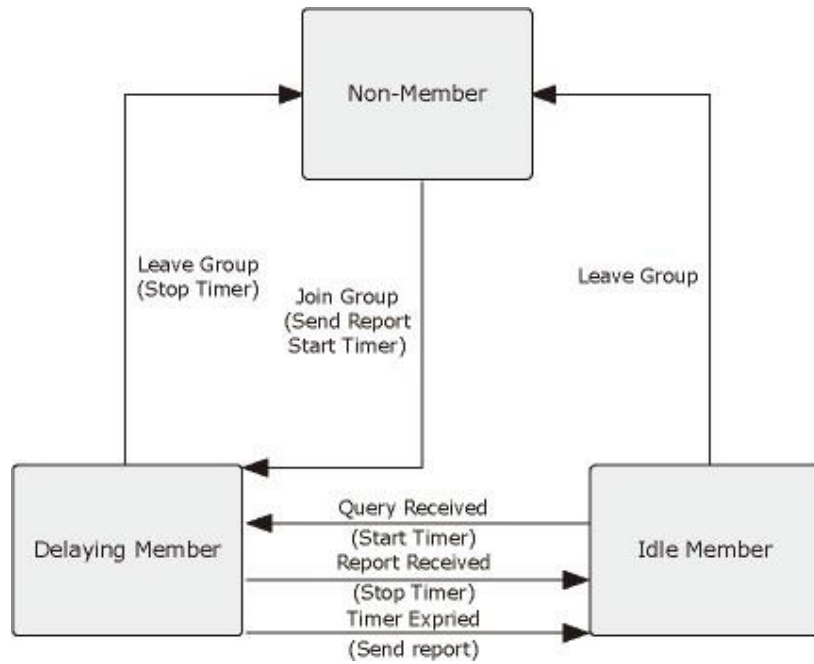 Non-Member
Leave Group
(Stop Timer)
Join Group
(Send Report
Start Timer)
Leave Group
Delaying Member
Query Received
(Start Timer)
Report Received
(Stop Timer)
Timer Expried
(Send report)
Idle Member